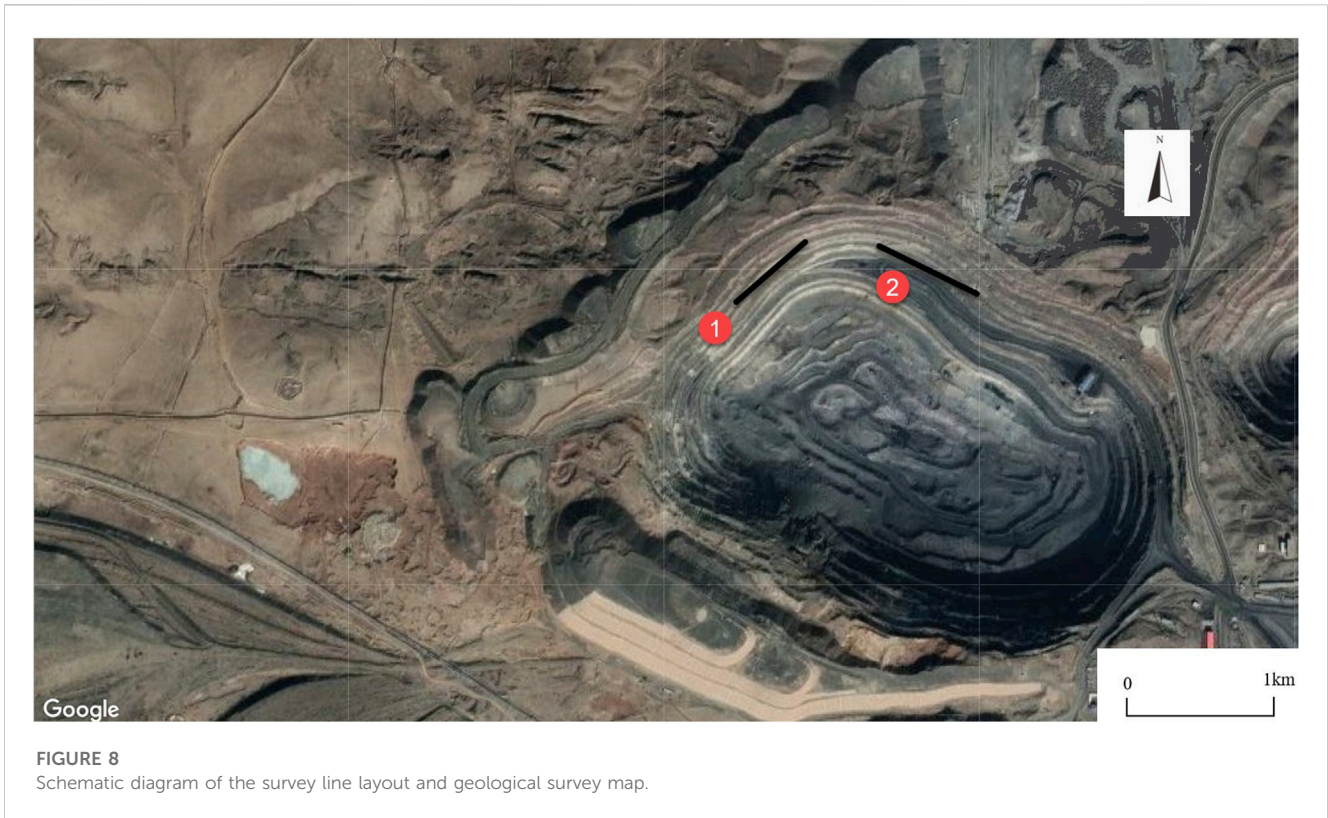 N
1
2
0 1km
Google
FIGURE 8
Schematic diagram of the survey line layout and geological survey map.